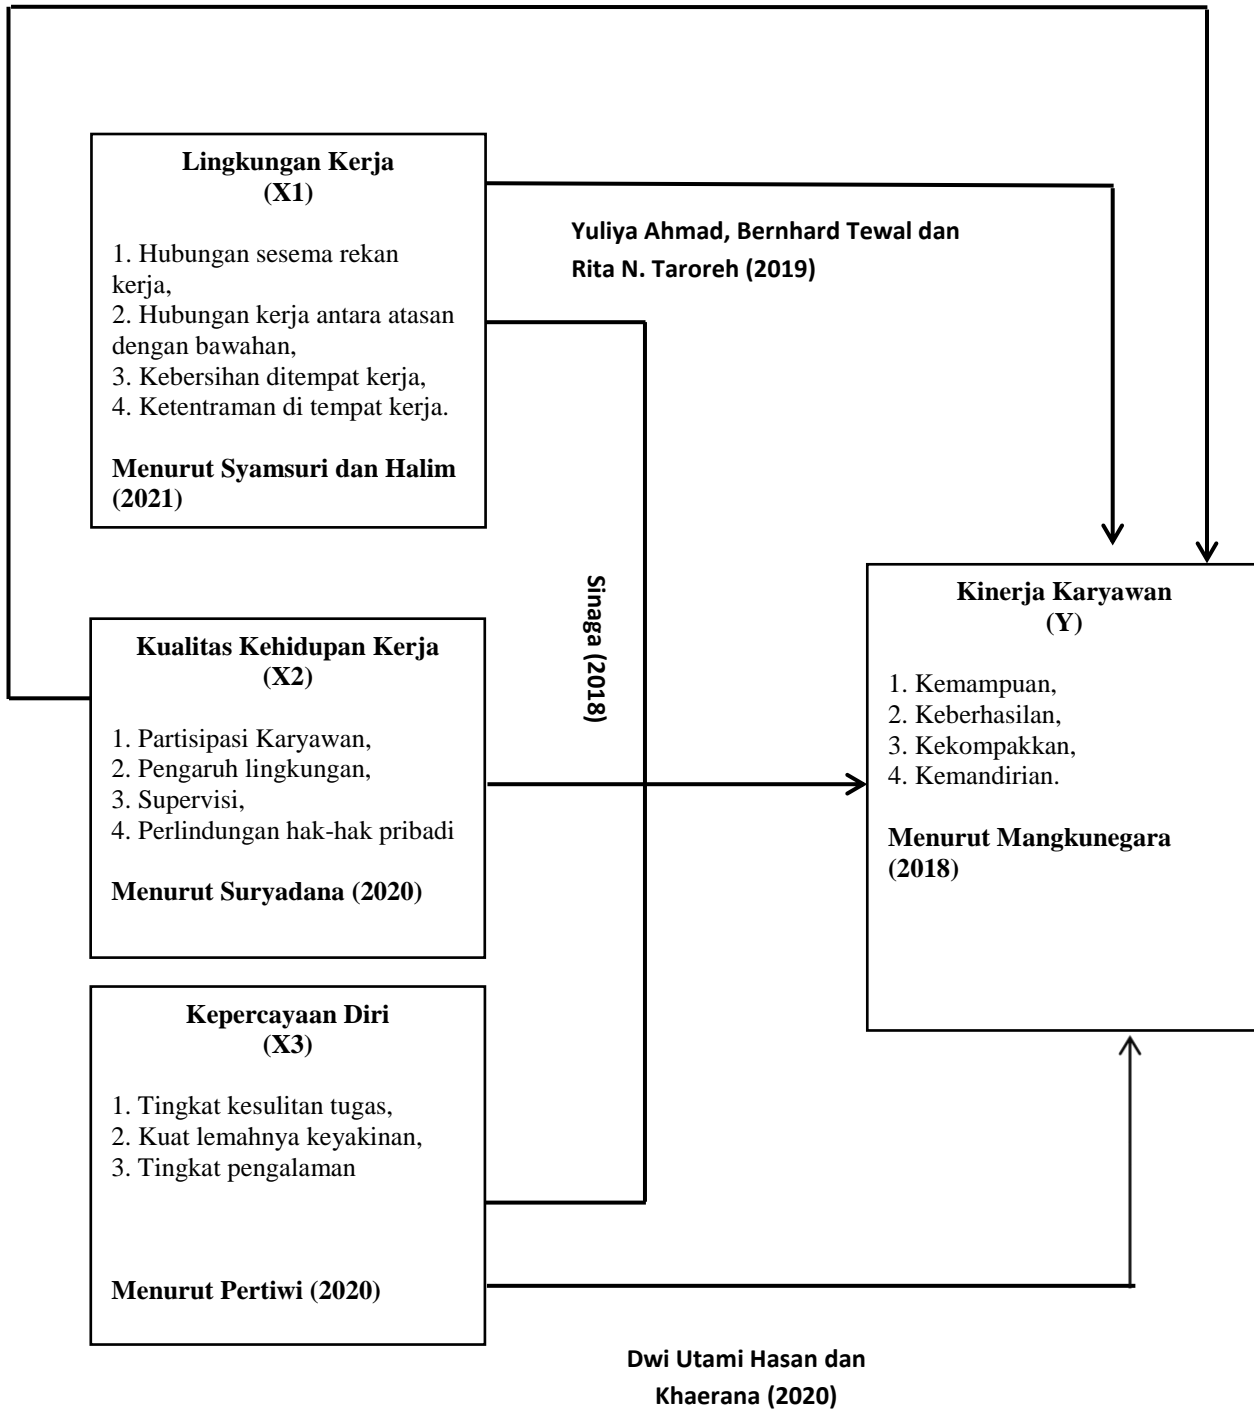 Lingkungan Kerja
(X1)
1. Hubungan sesema rekan
kerja,
2. Hubungan kerja antara atasan
dengan bawahan,
3. Kebersihan ditempat kerja,
4. Ketentraman di tempat kerja.
Menurut Syamsuri dan Halim
(2021)
Yuliya Ahmad, Bernhard Tewal dan
Rita N. Taroreh (2019)
Sinaga (2018)
Kualitas Kehidupan Kerja
(X2)
1. Partisipasi Karyawan,
2. Pengaruh lingkungan,
3. Supervisi,
4. Perlindungan hak-hak pribadi
Menurut Suryadana (2020)
Kinerja Karyawan
(Y)
1. Kemampuan,
2. Keberhasilan,
3. Kekompakkan,
4. Kemandirian.
Menurut Mangkunegara
(2018)
Kepercayaan Diri
(X3)
1. Tingkat kesulitan tugas,
2. Kuat lemahnya keyakinan,
3. Tingkat pengalaman
Menurut Pertiwi (2020)
Dwi Utami Hasan dan
Khaerana (2020)